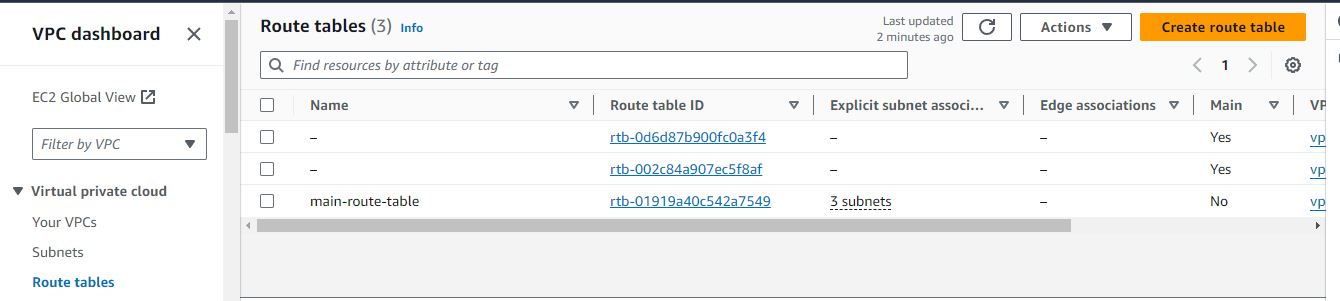 VPC dashboard
EC2 Global View
Filter by VPC
Virtual private cloud
Your VPCs
Subnets
Route tables
Route tables (3) Info
Last updated
2 minutes ago
Actions
Create route table
Find resources by attribute or tag
1
Name Route table ID Explicit subnet associ... Edge associations Main VP
– rtb-0d6d87b900fc0a3f4 – – Yes vp
– rtb-002c84a907ec5f8af – – Yes vp
main-route-table rtb-01919a40c542a7549 3 subnets – No vp